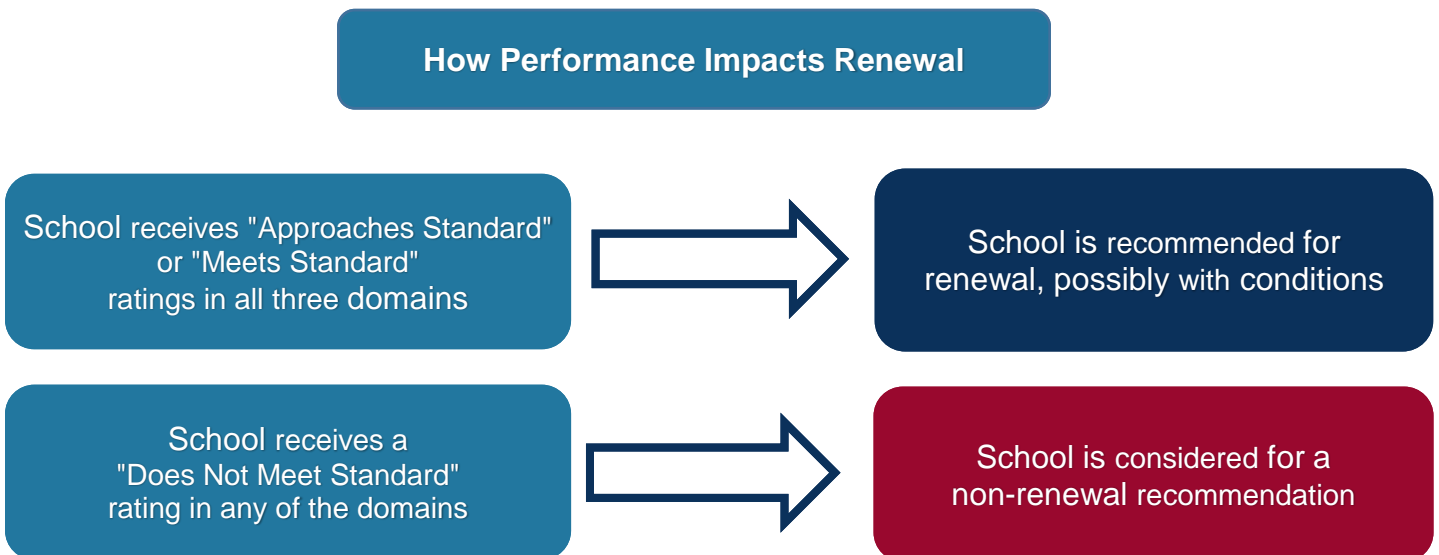 How Performance Impacts Renewal
School receives "Approaches Standard"
or "Meets Standard"
ratings in all three domains
School is recommended for
renewal, possibly with conditions
School receives a
"Does Not Meet Standard"
rating in any of the domains
School is considered for a
non-renewal recommendation